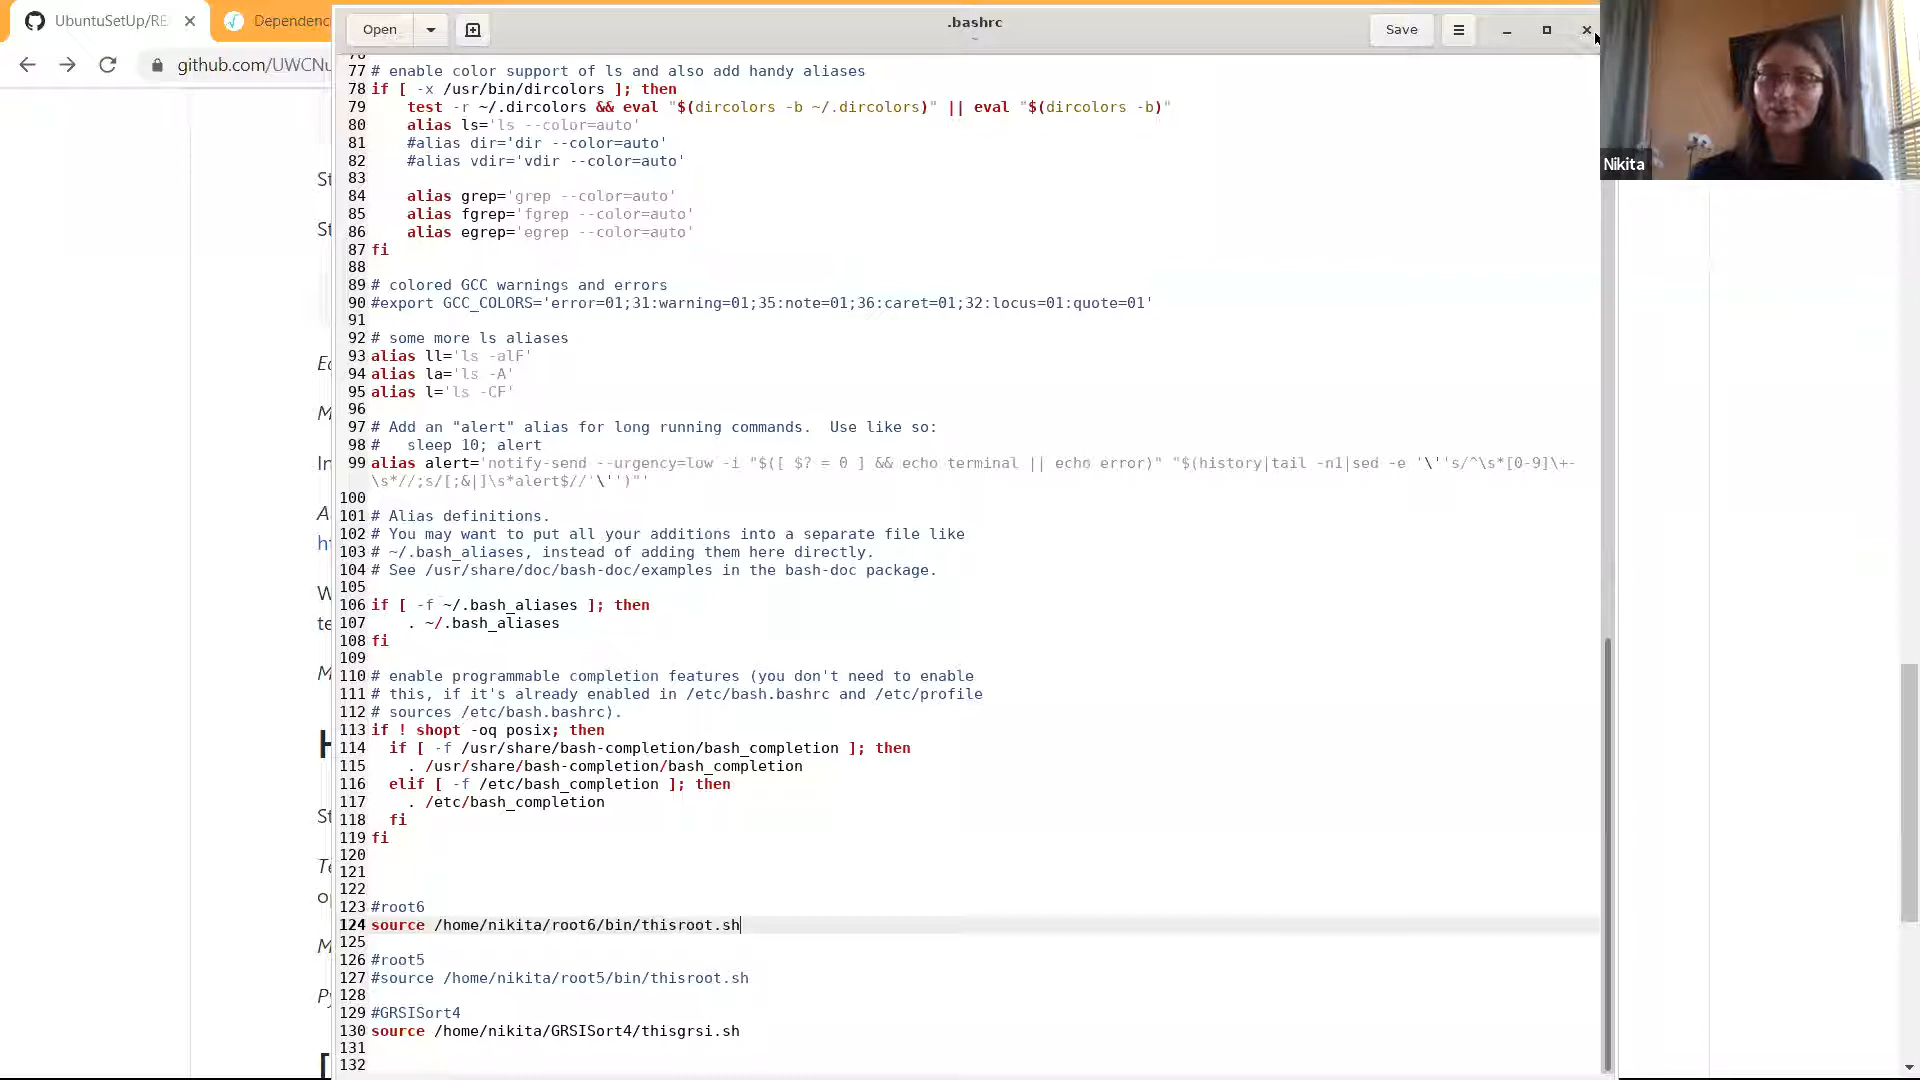 UbuntuSetUp/RE
Dependenc
Open
.bashrc
~
Save
github.com/UWCNu
Nikita
77 # enable color support of ls and also add handy aliases
78 if [ -x /usr/bin/dircolors ]; then
79     test -r ~/.dircolors && eval "$(dircolors -b ~/.dircolors)" || eval "$(dircolors -b)"
80     alias ls='ls --color=auto'
81     #alias dir='dir --color=auto'
82     #alias vdir='vdir --color=auto'
83
84     alias grep='grep --color=auto'
85     alias fgrep='fgrep --color=auto'
86     alias egrep='egrep --color=auto'
87 fi
88
89 # colored GCC warnings and errors
90 #export GCC_COLORS='error=01;31:warning=01;35:note=01;36:caret=01;32:locus=01:quote=01'
91
92 # some more ls aliases
93 alias ll='ls -alF'
94 alias la='ls -A'
95 alias l='ls -CF'
96
97 # Add an "alert" alias for long running commands.  Use like so:
98 #   sleep 10; alert
99 alias alert='notify-send --urgency=low -i "$([ $? = 0 ] && echo terminal || echo error)" "$(history|tail -n1|sed -e '\''s/^\s*[0-9]\+-
\s*//;s/[;&|]\s*alert$//'\'')"'
100
101 # Alias definitions.
102 # You may want to put all your additions into a separate file like
103 # ~/.bash_aliases, instead of adding them here directly.
104 # See /usr/share/doc/bash-doc/examples in the bash-doc package.
105
106 if [ -f ~/.bash_aliases ]; then
107     . ~/.bash_aliases
108 fi
109
110 # enable programmable completion features (you don't need to enable
111 # this, if it's already enabled in /etc/bash.bashrc and /etc/profile
112 # sources /etc/bash.bashrc).
113 if ! shopt -oq posix; then
114   if [ -f /usr/share/bash-completion/bash_completion ]; then
115     . /usr/share/bash-completion/bash_completion
116   elif [ -f /etc/bash_completion ]; then
117     . /etc/bash_completion
118   fi
119 fi
120
121
122
123 #root6
124 source /home/nikita/root6/bin/thisroot.sh
125
126 #root5
127 #source /home/nikita/root5/bin/thisroot.sh
128
129 #GRSISort4
130 source /home/nikita/GRSISort4/thisgrsi.sh
131
132